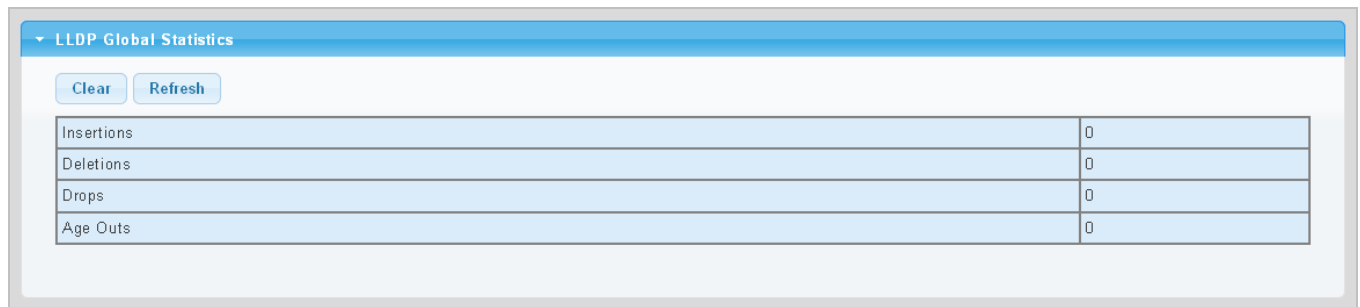 LLDP Global Statistics
Clear Refresh
Insertions 0
Deletions 0
Drops 0
Age Outs 0